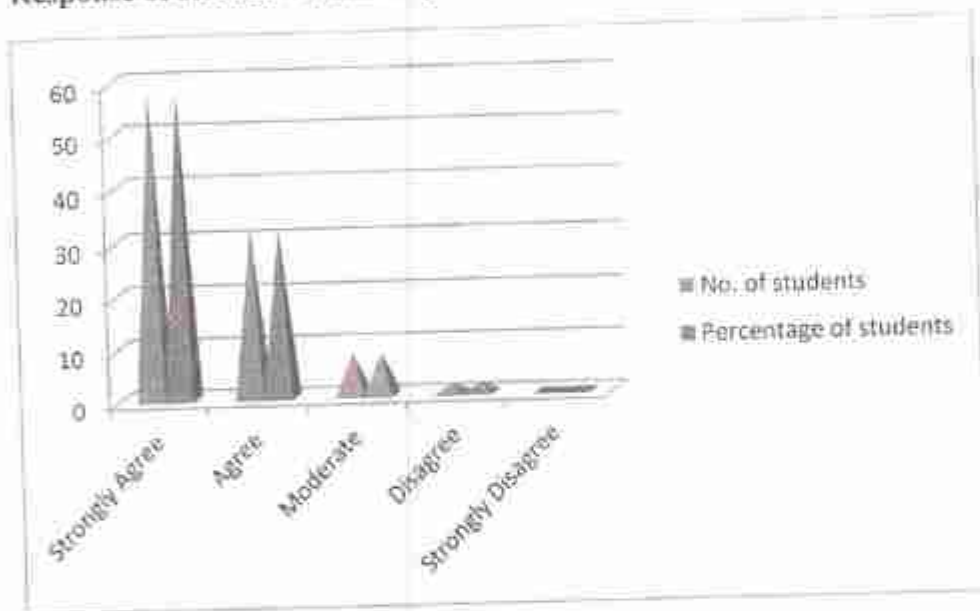 Response
60
50
40
30
20
10
0
Strongly Agree
Agree
Moderate
Disagree
Strongly Disagree
No. of students
Percentage of students